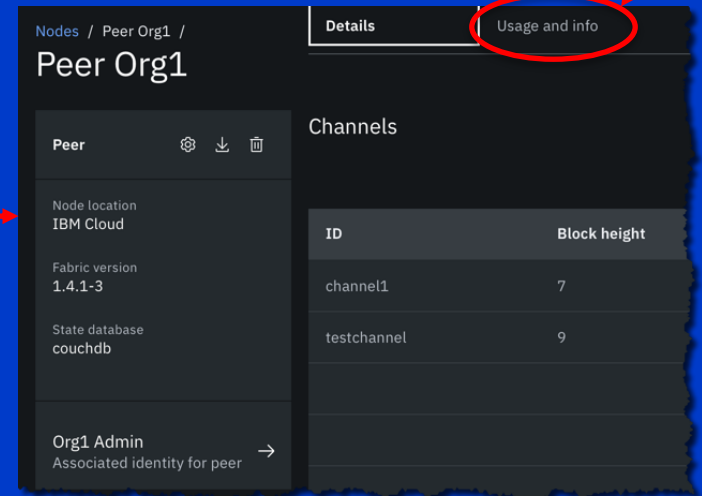 Nodes / Peer Org1 /
Peer Org1
Peer
Node location
IBM Cloud
Fabric version
1.4.1-3
State database
couchdb
Org1 Admin
Associated identity for peer
Details Usage and info
Channels
ID Block height
channel1 7
testchannel 9